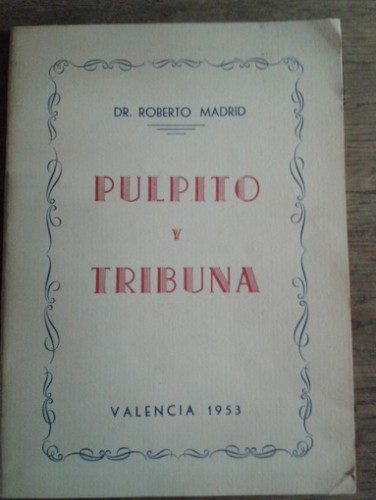 DR. ROBERTO MADRID
PULPITO
Y
TRIBUNA
VALENCIA 1953